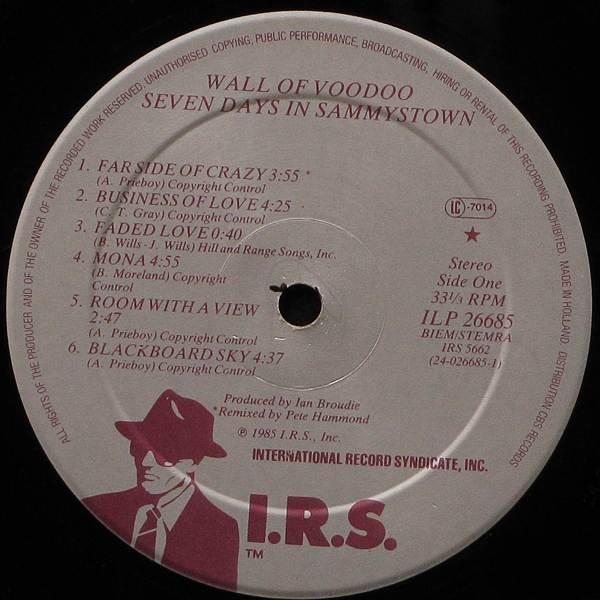 ALL RIGHTS OF THE PRODUCER AND OF THE OWNER OF THE RECORDED WORK RESERVED. UNAUTHORISED COPYING, PUBLIC PERFORMANCE, BROADCASTING, HIRING OR RENTAL OF THIS RECORDING PROHIBITED. MADE IN HOLLAND. DISTRIBUTION CBS RECORDS
WALL OF VOODOO
SEVEN DAYS IN SAMMYSTOWN
1. FAR SIDE OF CRAZY 3:55 *
(A. Prieboy) Copyright Control
2. BUSINESS OF LOVE 4:25
(C. T. Gray) Copyright Control
3. FADED LOVE 0:40
(B. Wills - J. Wills) Hill and Range Songs, Inc.
4. MONA 4:55
(B. Moreland) Copyright
Control
5. ROOM WITH A VIEW
2:47
(A. Prieboy) Copyright Control
6. BLACKBOARD SKY 4:37
(A. Prieboy) Copyright Control
LC -7014
★
Stereo
Side One
33⅓ RPM
ILP 26685
BIEM/STEMRA
IRS 5662
(24-026685-1)
Produced by Ian Broudie
*Remixed by Pete Hammond
℗ 1985 I.R.S., Inc.
INTERNATIONAL RECORD SYNDICATE, INC.
I.R.S.
TM